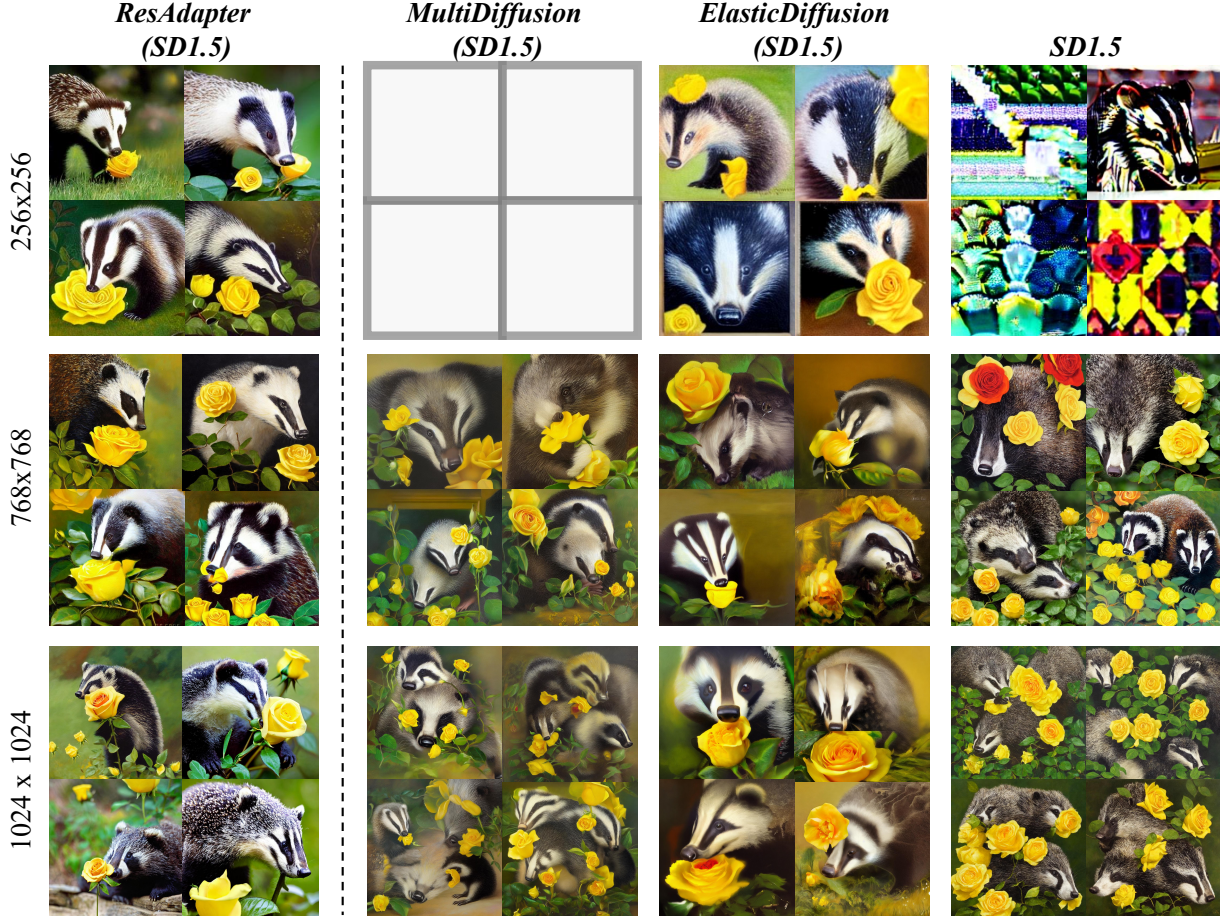 ResAdapter
(SD1.5)
MultiDiffusion
(SD1.5)
ElasticDiffusion
(SD1.5)
SD1.5
256x256
768x768
1024 x 1024